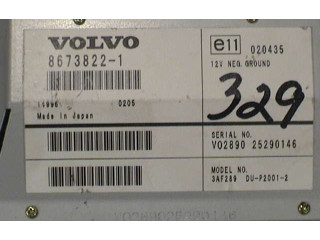 VOLVO
8673822-1
e11 020435
12V NEG. GROUND
329
0205
Made in Japan
SERIAL NO.
VO2890 25290146
MODEL NO.
3AF289 DU-P2001-2